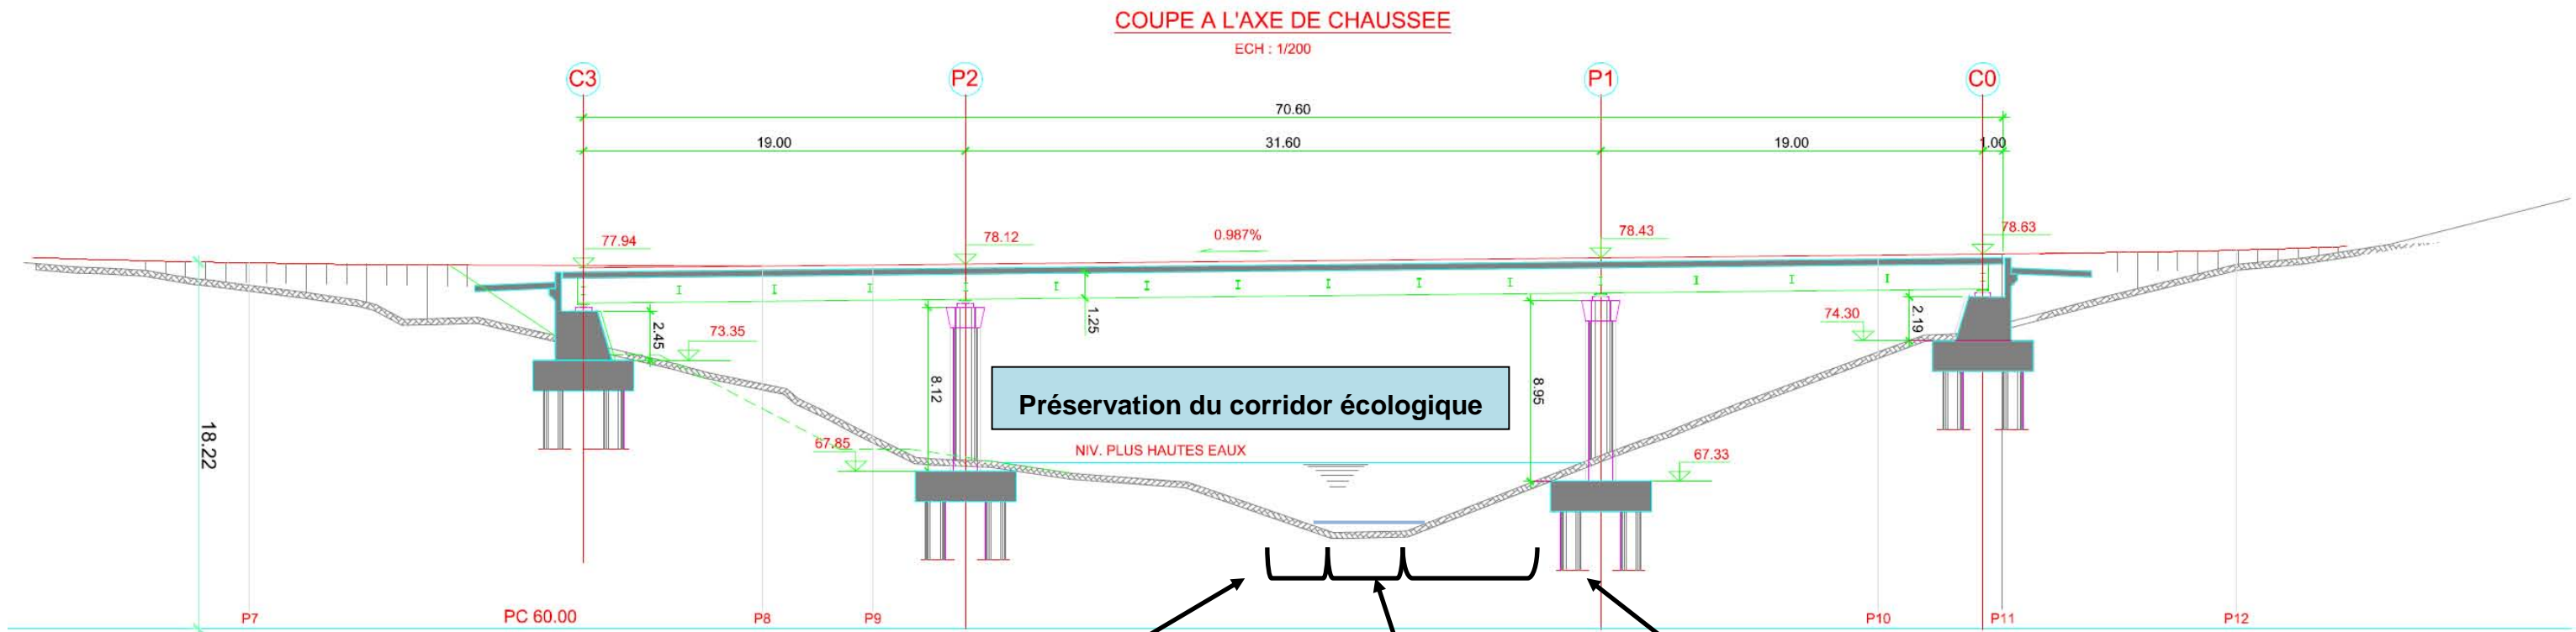 COUPE A L'AXE DE CHAUSSEE
ECH : 1/200
C3
P2
P1
C0
70.60
19.00
31.60
19.00
1.00
77.94
78.12
0.987%
78.43
78.63
2.45
73.35
1.25
74.30
2.19
8.12
8.95
Préservation du corridor écologique
18.22
67.85
NIV. PLUS HAUTES EAUX
67.33
P7
PC 60.00
P8
P9
P10
P11
P12